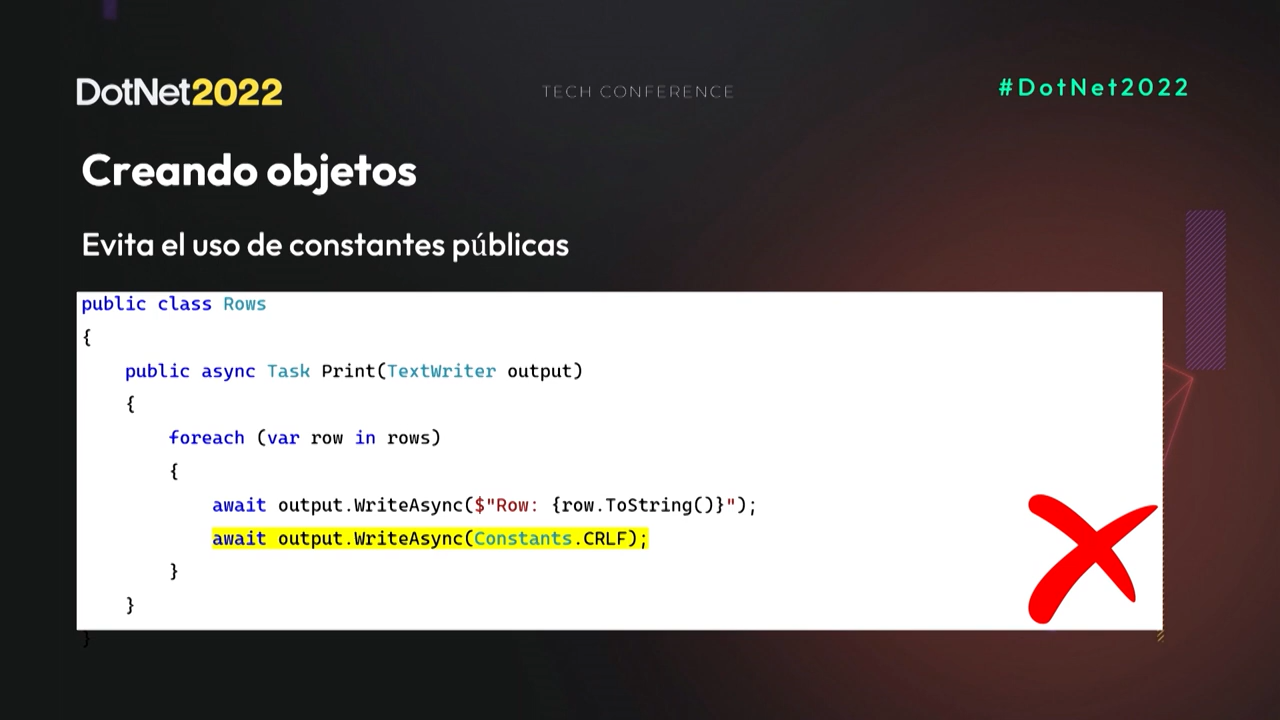 DotNet2022
TECH CONFERENCE
#DotNet2022
Creando objetos
Evita el uso de constantes públicas
public class Rows
{
    public async Task Print(TextWriter output)
    {
        foreach (var row in rows)
        {
            await output.WriteAsync($"Row: {row.ToString()}");
            await output.WriteAsync(Constants.CRLF);
        }
    }
}